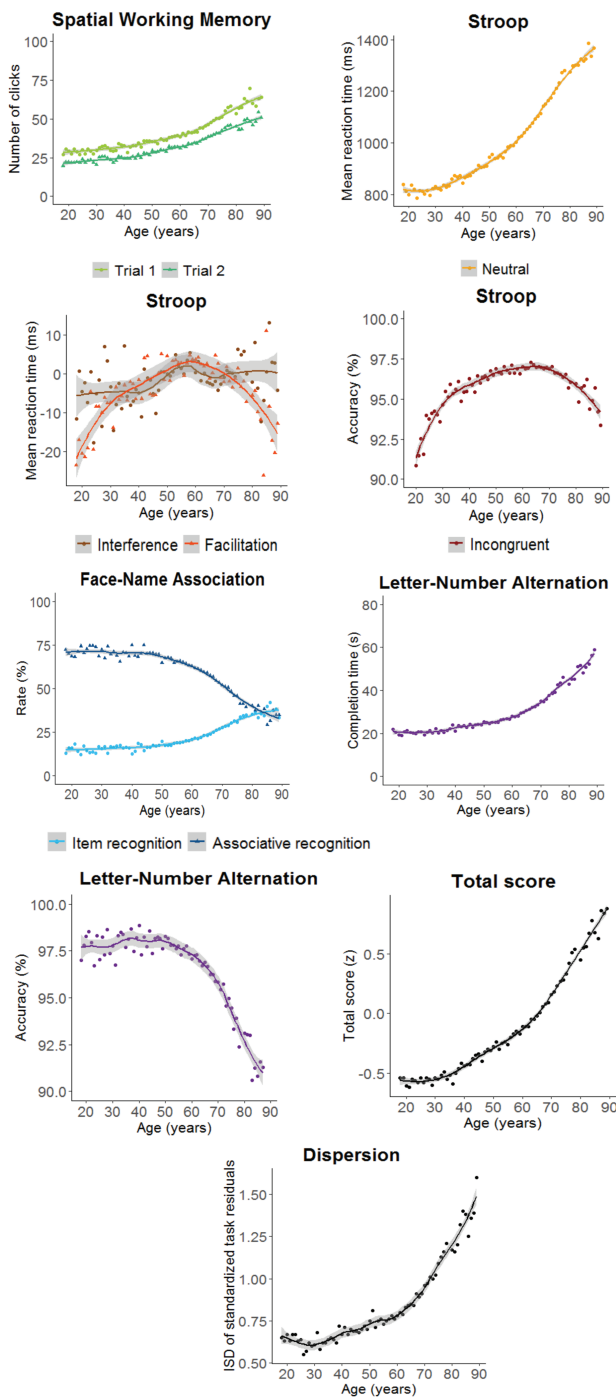 Spatial Working Memory
Number of clicks
100
75
50
25
0
20 30 40 50 60 70 80 90
Age (years)
Trial 1 Trial 2
Stroop
Mean reaction time (ms)
1400
1200
1000
800
20 30 40 50 60 70 80 90
Age (years)
Neutral
Stroop
Mean reaction time (ms)
10
0
-10
-20
20 30 40 50 60 70 80 90
Age (years)
Interference Facilitation
Stroop
Accuracy (%)
100.0
97.5
95.0
92.5
90.0
20 30 40 50 60 70 80 90
Age (years)
Incongruent
Face-Name Association
Rate (%)
100
75
50
25
0
20 30 40 50 60 70 80 90
Age (years)
Item recognition Associative recognition
Letter-Number Alternation
Completion time (s)
80
60
40
20
0
20 30 40 50 60 70 80 90
Age (years)
Letter-Number Alternation
Accuracy (%)
100.0
97.5
95.0
92.5
90.0
20 30 40 50 60 70 80 90
Age (years)
Total score
Total score (z)
0.5
0.0
-0.5
20 30 40 50 60 70 80 90
Age (years)
Dispersion
ISD of standardized task residuals
1.50
1.25
1.00
0.75
0.50
20 30 40 50 60 70 80 90
Age (years)